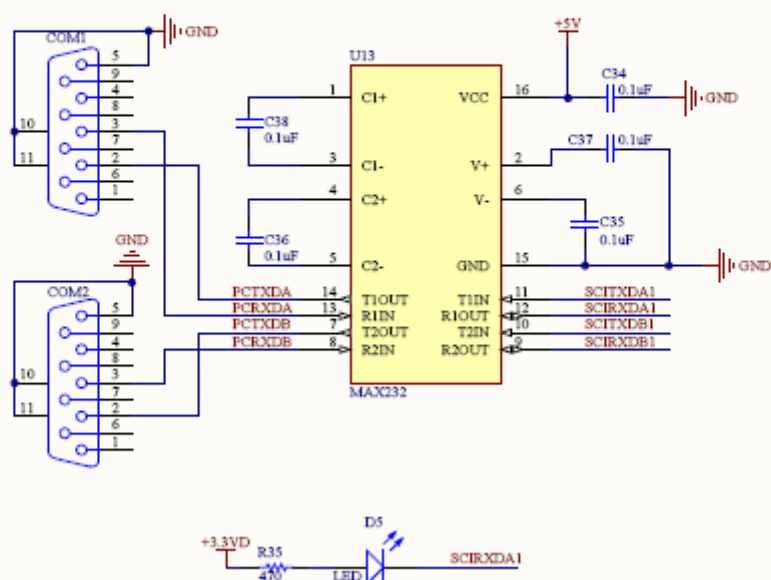 COM1
GND
5
9
4
8
3
7
2
6
1
10
11
U13
+5V
1 C1+ VCC 16
C34
0.1uF
GND
C38
0.1uF
C37 0.1uF
3 C1- V+ 2
4 C2+ V- 6
C35
0.1uF
C36
0.1uF
5 C2- GND 15
GND
PCTXDA 14 T1OUT T1IN 11 SCITXDA1
PCRXDA 13 R1IN R1OUT 12 SCIRXDA1
PCTXDB 7 T2OUT T2IN 10 SCITXDB1
PCRXDB 8 R2IN R2OUT 9 SCIRXDB1
MAX232
GND
COM2
5
9
4
8
3
7
2
6
1
10
11
D5
+3.3VD
R35
470
LED
SCIRXDA1